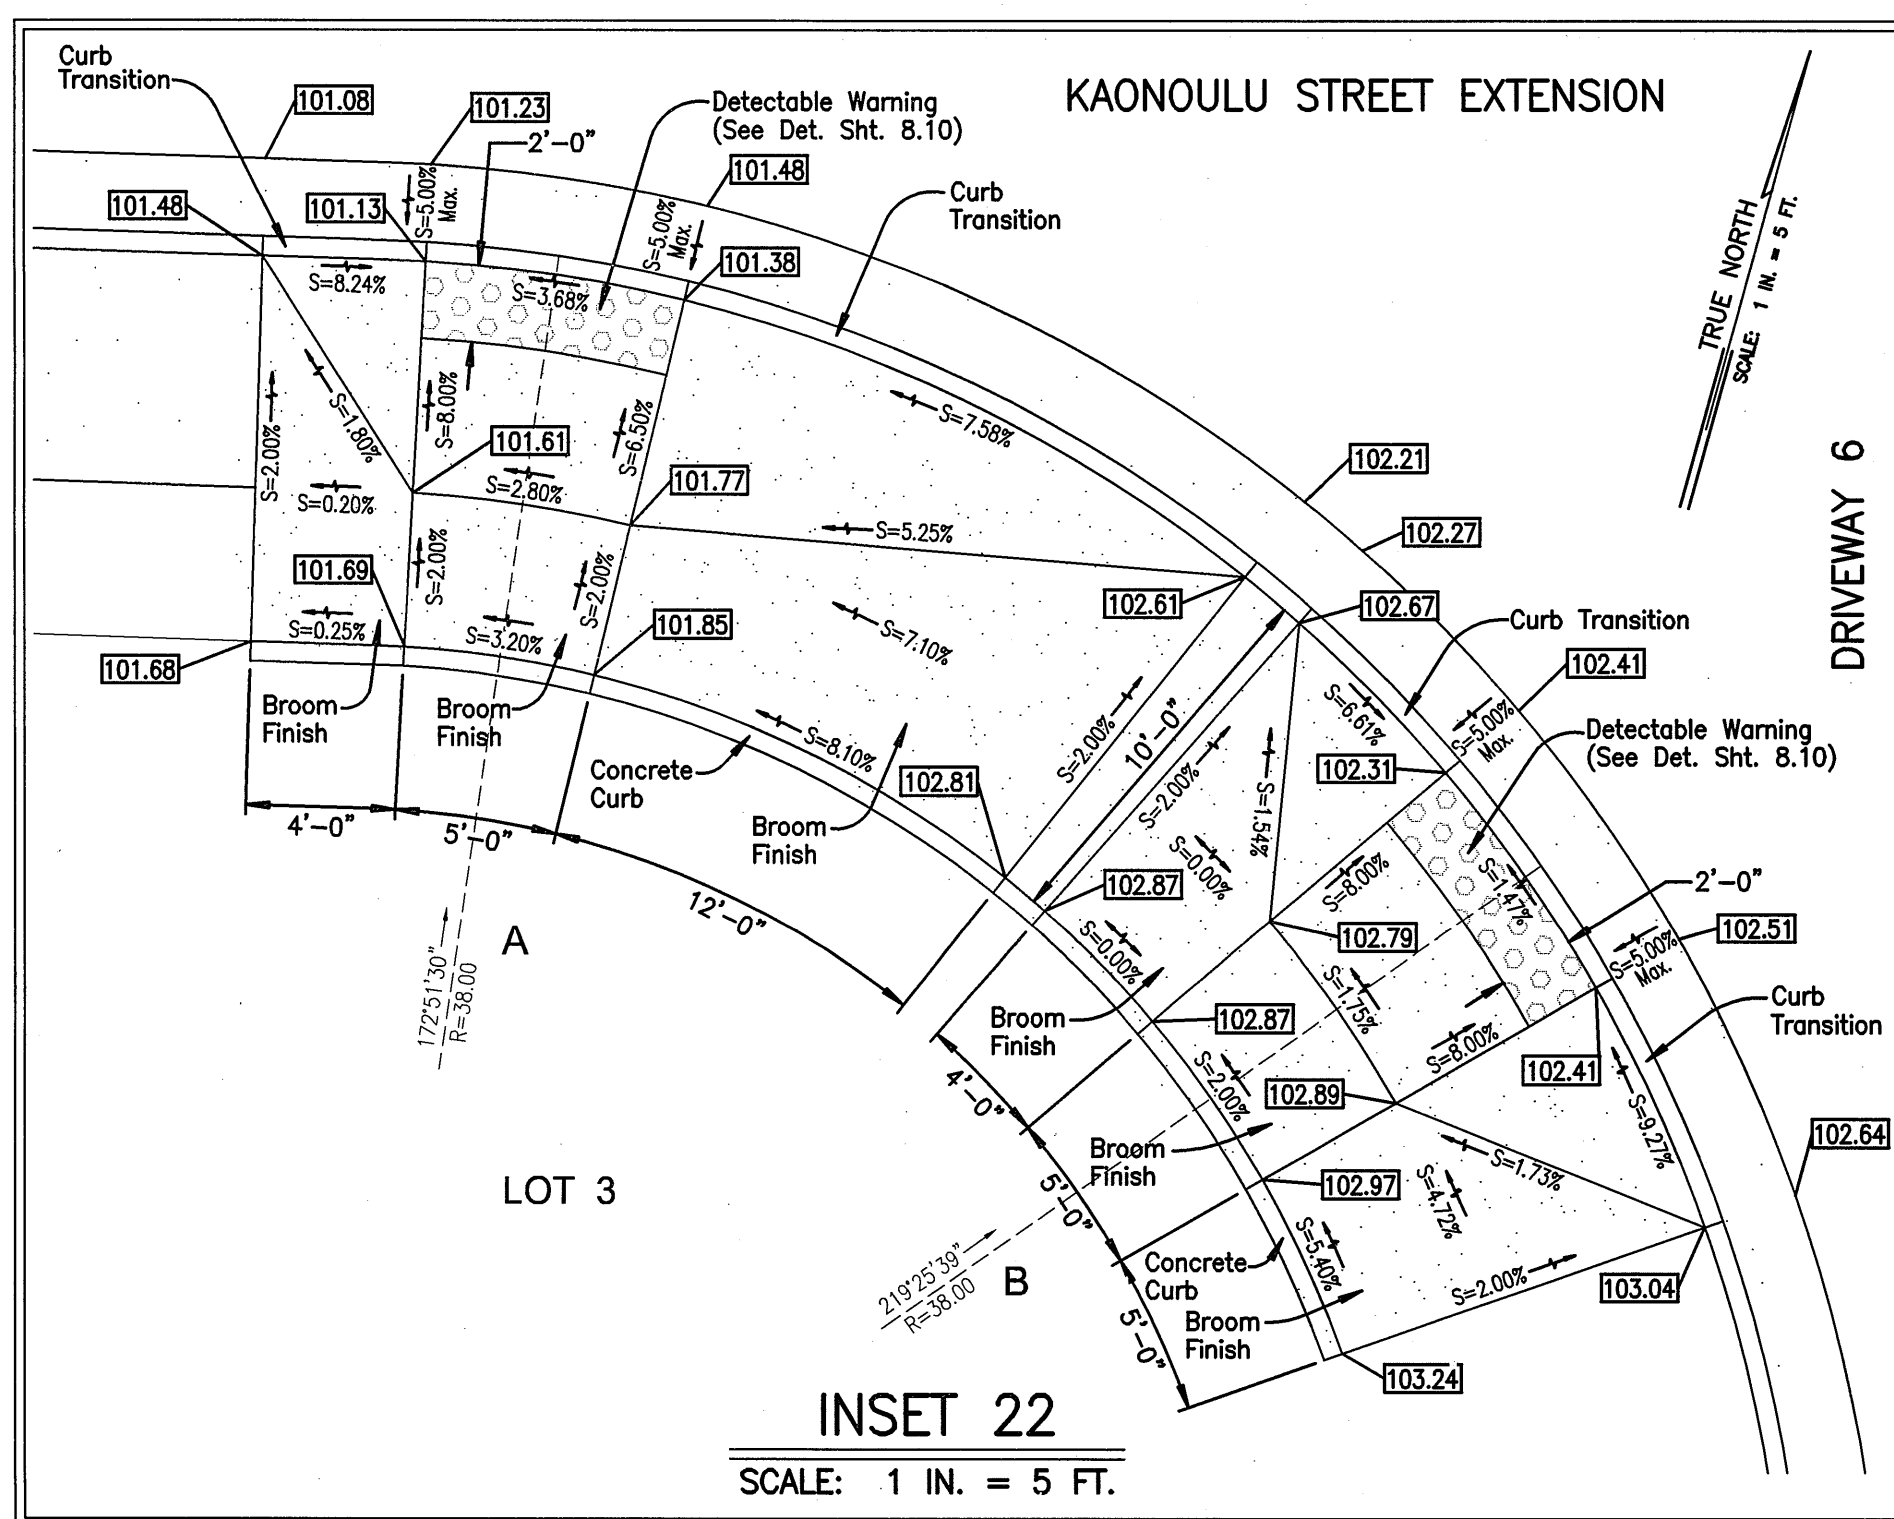 Curb
Transition
101.08
101.23
Detectable Warning
(See Det. Sht. 8.10)
KAONOULU STREET EXTENSION
2'-0"
101.48
101.48
101.13
S=5.00%
Max.
S=5.00%
Max.
Curb
Transition
101.38
TRUE NORTH
SCALE: 1 IN. = 5 FT.
S=8.24%
S=3.68%
S=1.80%
S=8.00%
S=6.50%
S=7.58%
S=2.00%
101.61
101.77
102.21
DRIVEWAY 6
S=0.20%
S=2.80%
S=5.25%
102.27
101.69
S=2.00%
S=2.00%
102.61
102.67
S=0.25%
S=3.20%
101.85
S=7.10%
Curb Transition
101.68
102.41
Broom
Finish
Broom
Finish
S=8.10%
S=2.00%
10'-0"
S=6.61%
S=5.00%
Max.
Detectable Warning
(See Det. Sht. 8.10)
Concrete
Curb
102.81
102.31
S=2.00%
S=1.54%
4'-0"
5'-0"
Broom
Finish
S=0.00%
102.87
S=8.00%
S=1.47%
2'-0"
12'-0"
A
S=0.00%
102.79
102.51
S=5.00%
Max.
172°51'30"
R=38.00
Broom
Finish
102.87
S=1.75%
S=8.00%
Curb
Transition
4'-0"
S=2.00%
102.89
102.41
S=9.27%
Broom
Finish
102.64
LOT 3
5'-0"
102.97
S=1.73%
S=4.72%
219°25'39"
R=38.00
B
Concrete
Curb
S=5.40%
S=2.00%
103.04
5'-0"
Broom
Finish
103.24
INSET 22
SCALE: 1 IN. = 5 FT.